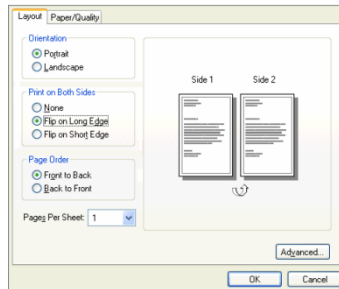 Layout Paper/Quality
Orientation
Portrait
Landscape
Print on Both Sides
None
Flip on Long Edge
Flip on Short Edge
Page Order
Front to Back
Back to Front
Pages Per Sheet: 1
Side 1 Side 2
Advanced...
OK Cancel